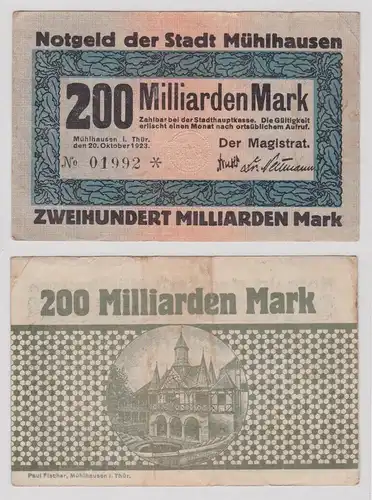 Notgeld der Stadt Mühlhausen
200 Milliarden Mark
Zahlbar bei der Stadthauptkasse. Die Gültigkeit
erlischt einen Monat nach ortsüblichem Aufruf.
Mühlhausen i. Thür.
den 20. Oktober 1923.
Der Magistrat.
No 01992 *
ZWEIHUNDERT MILLIARDEN Mark
200 Milliarden Mark
Paul Fischer, Mühlhausen i. Thür.